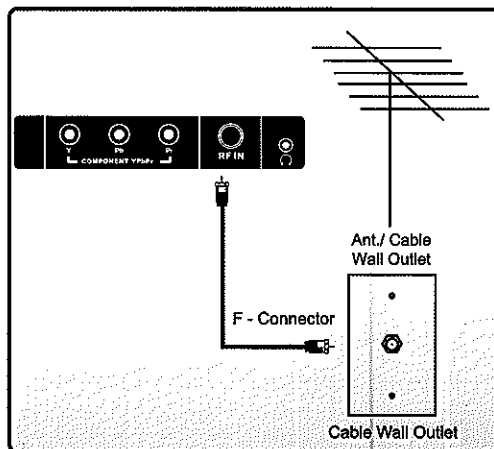 Y Pb Pr
COMPONENT YPbPr
RF IN
Ant./ Cable
Wall Outlet
F - Connector
Cable Wall Outlet